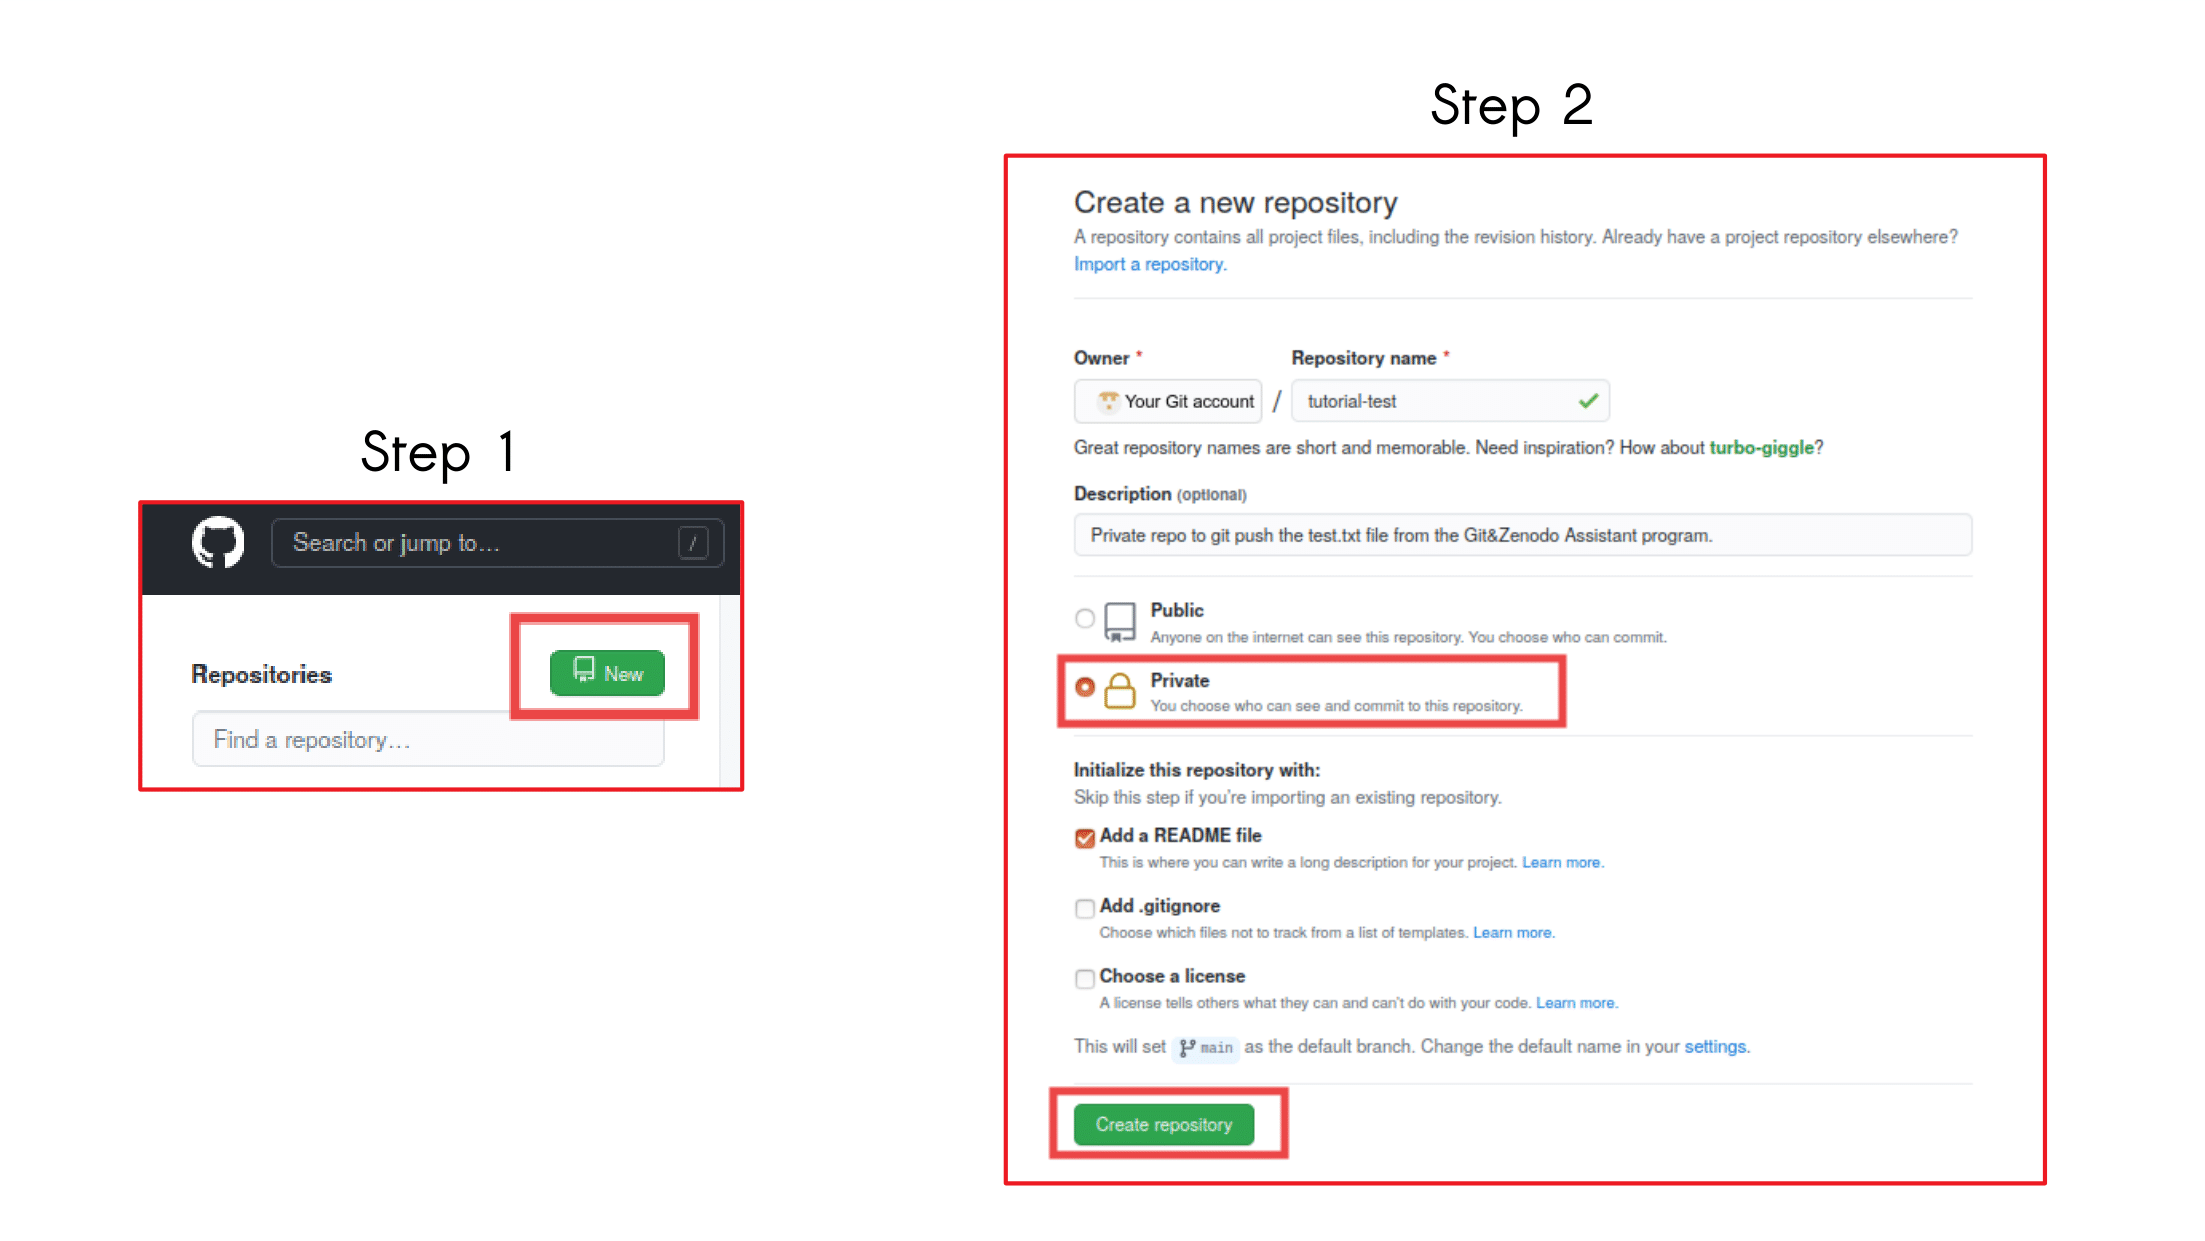 Step 1
Search or jump to...
/
Repositories
New
Find a repository...
Step 2
Create a new repository
A repository contains all project files, including the revision history. Already have a project repository elsewhere?
Import a repository.
Owner * Repository name *
Your Git account / tutorial-test
Great repository names are short and memorable. Need inspiration? How about turbo-giggle?
Description (optional)
Private repo to git push the test.txt file from the Git&Zenodo Assistant program.
Public
Anyone on the internet can see this repository. You choose who can commit.
Private
You choose who can see and commit to this repository.
Initialize this repository with:
Skip this step if you're importing an existing repository.
Add a README file
This is where you can write a long description for your project. Learn more.
Add .gitignore
Choose which files not to track from a list of templates. Learn more.
Choose a license
A license tells others what they can and can't do with your code. Learn more.
This will set main as the default branch. Change the default name in your settings.
Create repository